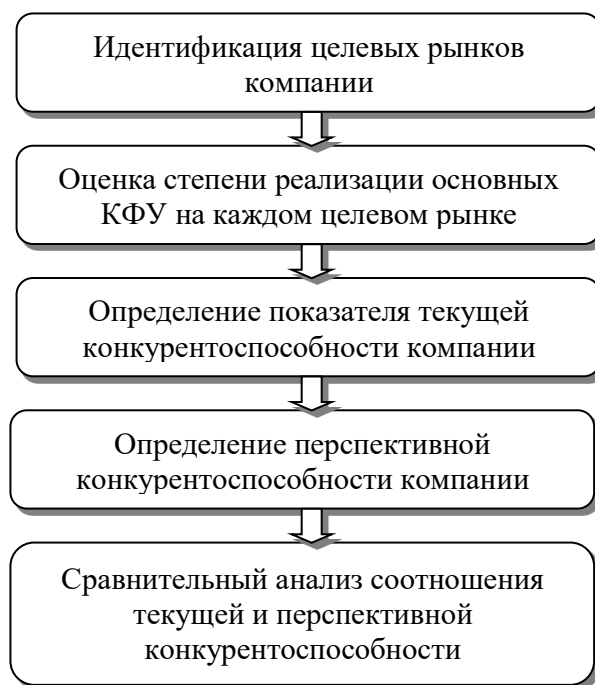 Идентификация целевых рынков
компании
Оценка степени реализации основных
КФУ на каждом целевом рынке
Определение показателя текущей
конкурентоспособности компании
Определение перспективной
конкурентоспособности компании
Сравнительный анализ соотношения
текущей и перспективной
конкурентоспособности